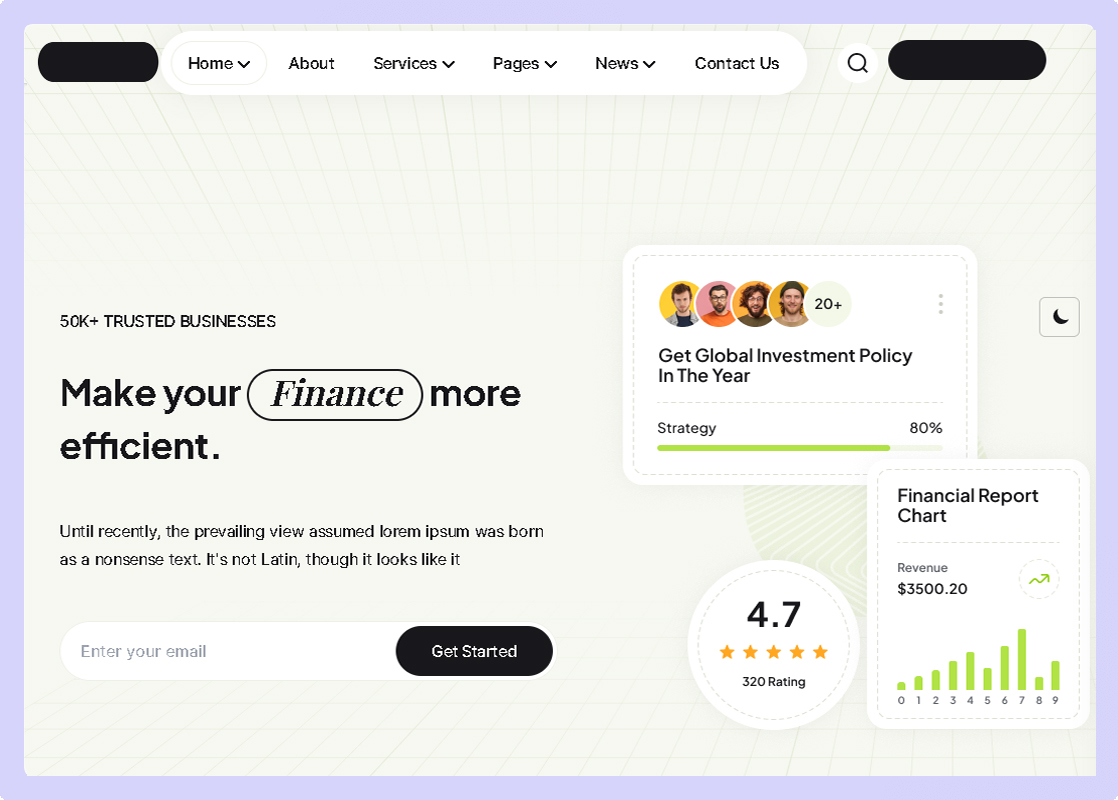 Home About Services Pages News Contact Us
50K+ TRUSTED BUSINESSES
Make your Finance more
efficient.
Until recently, the prevailing view assumed lorem ipsum was born
as a nonsense text. It's not Latin, though it looks like it
Enter your email Get Started
20+
Get Global Investment Policy
In The Year
Strategy 80%
4.7
320 Rating
Financial Report
Chart
Revenue
$3500.20
0 1 2 3 4 5 6 7 8 9